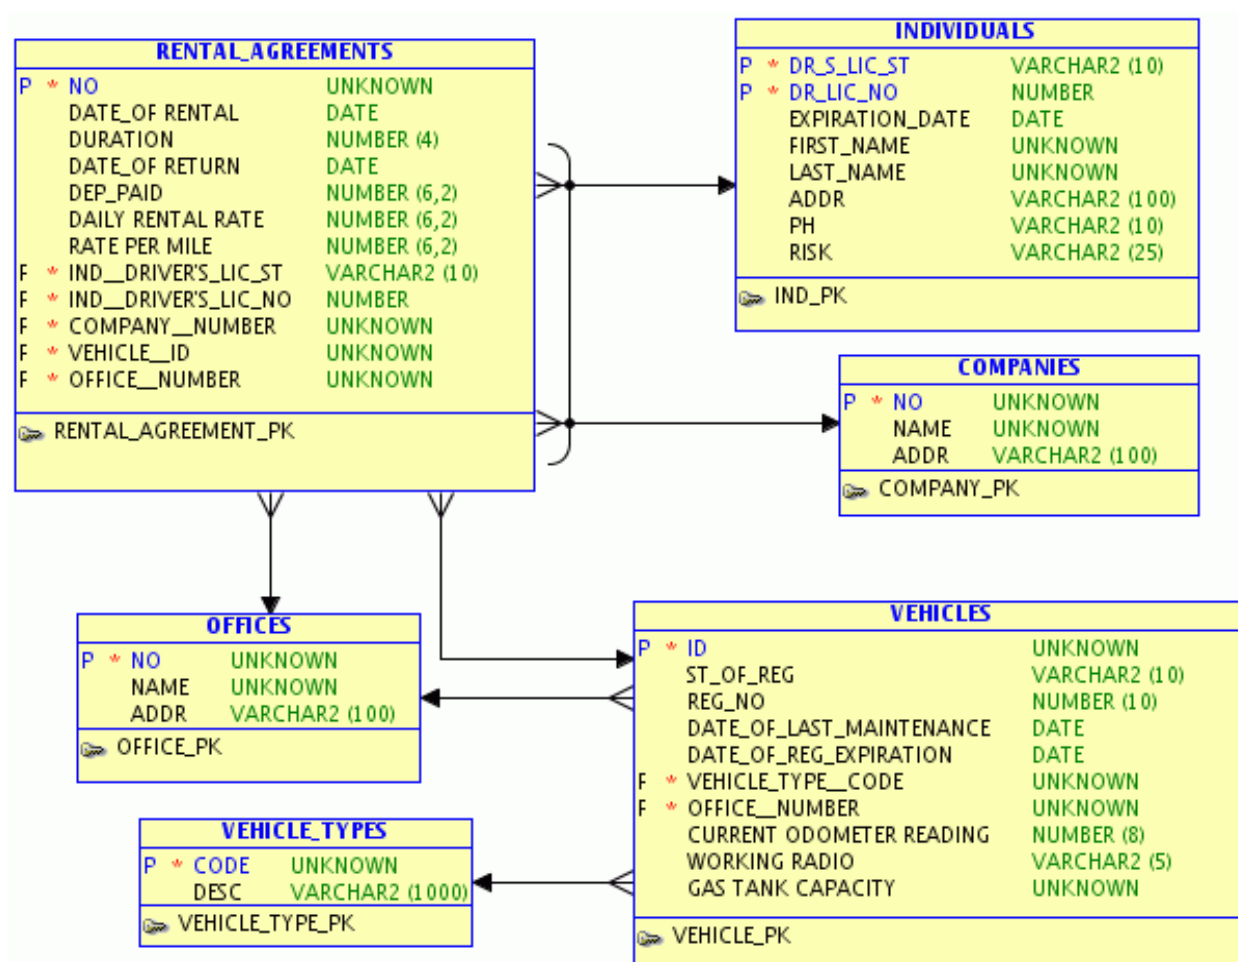 RENTAL_AGREEMENTS
P * NO UNKNOWN
DATE_OF RENTAL DATE
DURATION NUMBER (4)
DATE_OF RETURN DATE
DEP_PAID NUMBER (6,2)
DAILY RENTAL RATE NUMBER (6,2)
RATE PER MILE NUMBER (6,2)
F * IND__DRIVER'S_LIC_ST VARCHAR2 (10)
F * IND__DRIVER'S_LIC_NO NUMBER
F * COMPANY__NUMBER UNKNOWN
F * VEHICLE__ID UNKNOWN
F * OFFICE__NUMBER UNKNOWN
RENTAL_AGREEMENT_PK
INDIVIDUALS
P * DR_S_LIC_ST VARCHAR2 (10)
P * DR_LIC_NO NUMBER
EXPIRATION_DATE DATE
FIRST_NAME UNKNOWN
LAST_NAME UNKNOWN
ADDR VARCHAR2 (100)
PH VARCHAR2 (10)
RISK VARCHAR2 (25)
IND_PK
COMPANIES
P * NO UNKNOWN
NAME UNKNOWN
ADDR VARCHAR2 (100)
COMPANY_PK
OFFICES
P * NO UNKNOWN
NAME UNKNOWN
ADDR VARCHAR2 (100)
OFFICE_PK
VEHICLES
P * ID UNKNOWN
ST_OF_REG VARCHAR2 (10)
REG_NO NUMBER (10)
DATE_OF_LAST_MAINTENANCE DATE
DATE_OF_REG_EXPIRATION DATE
F * VEHICLE_TYPE__CODE UNKNOWN
F * OFFICE__NUMBER UNKNOWN
CURRENT ODOMETER READING NUMBER (8)
WORKING RADIO VARCHAR2 (5)
GAS TANK CAPACITY UNKNOWN
VEHICLE_PK
VEHICLE_TYPES
P * CODE UNKNOWN
DESC VARCHAR2 (1000)
VEHICLE_TYPE_PK